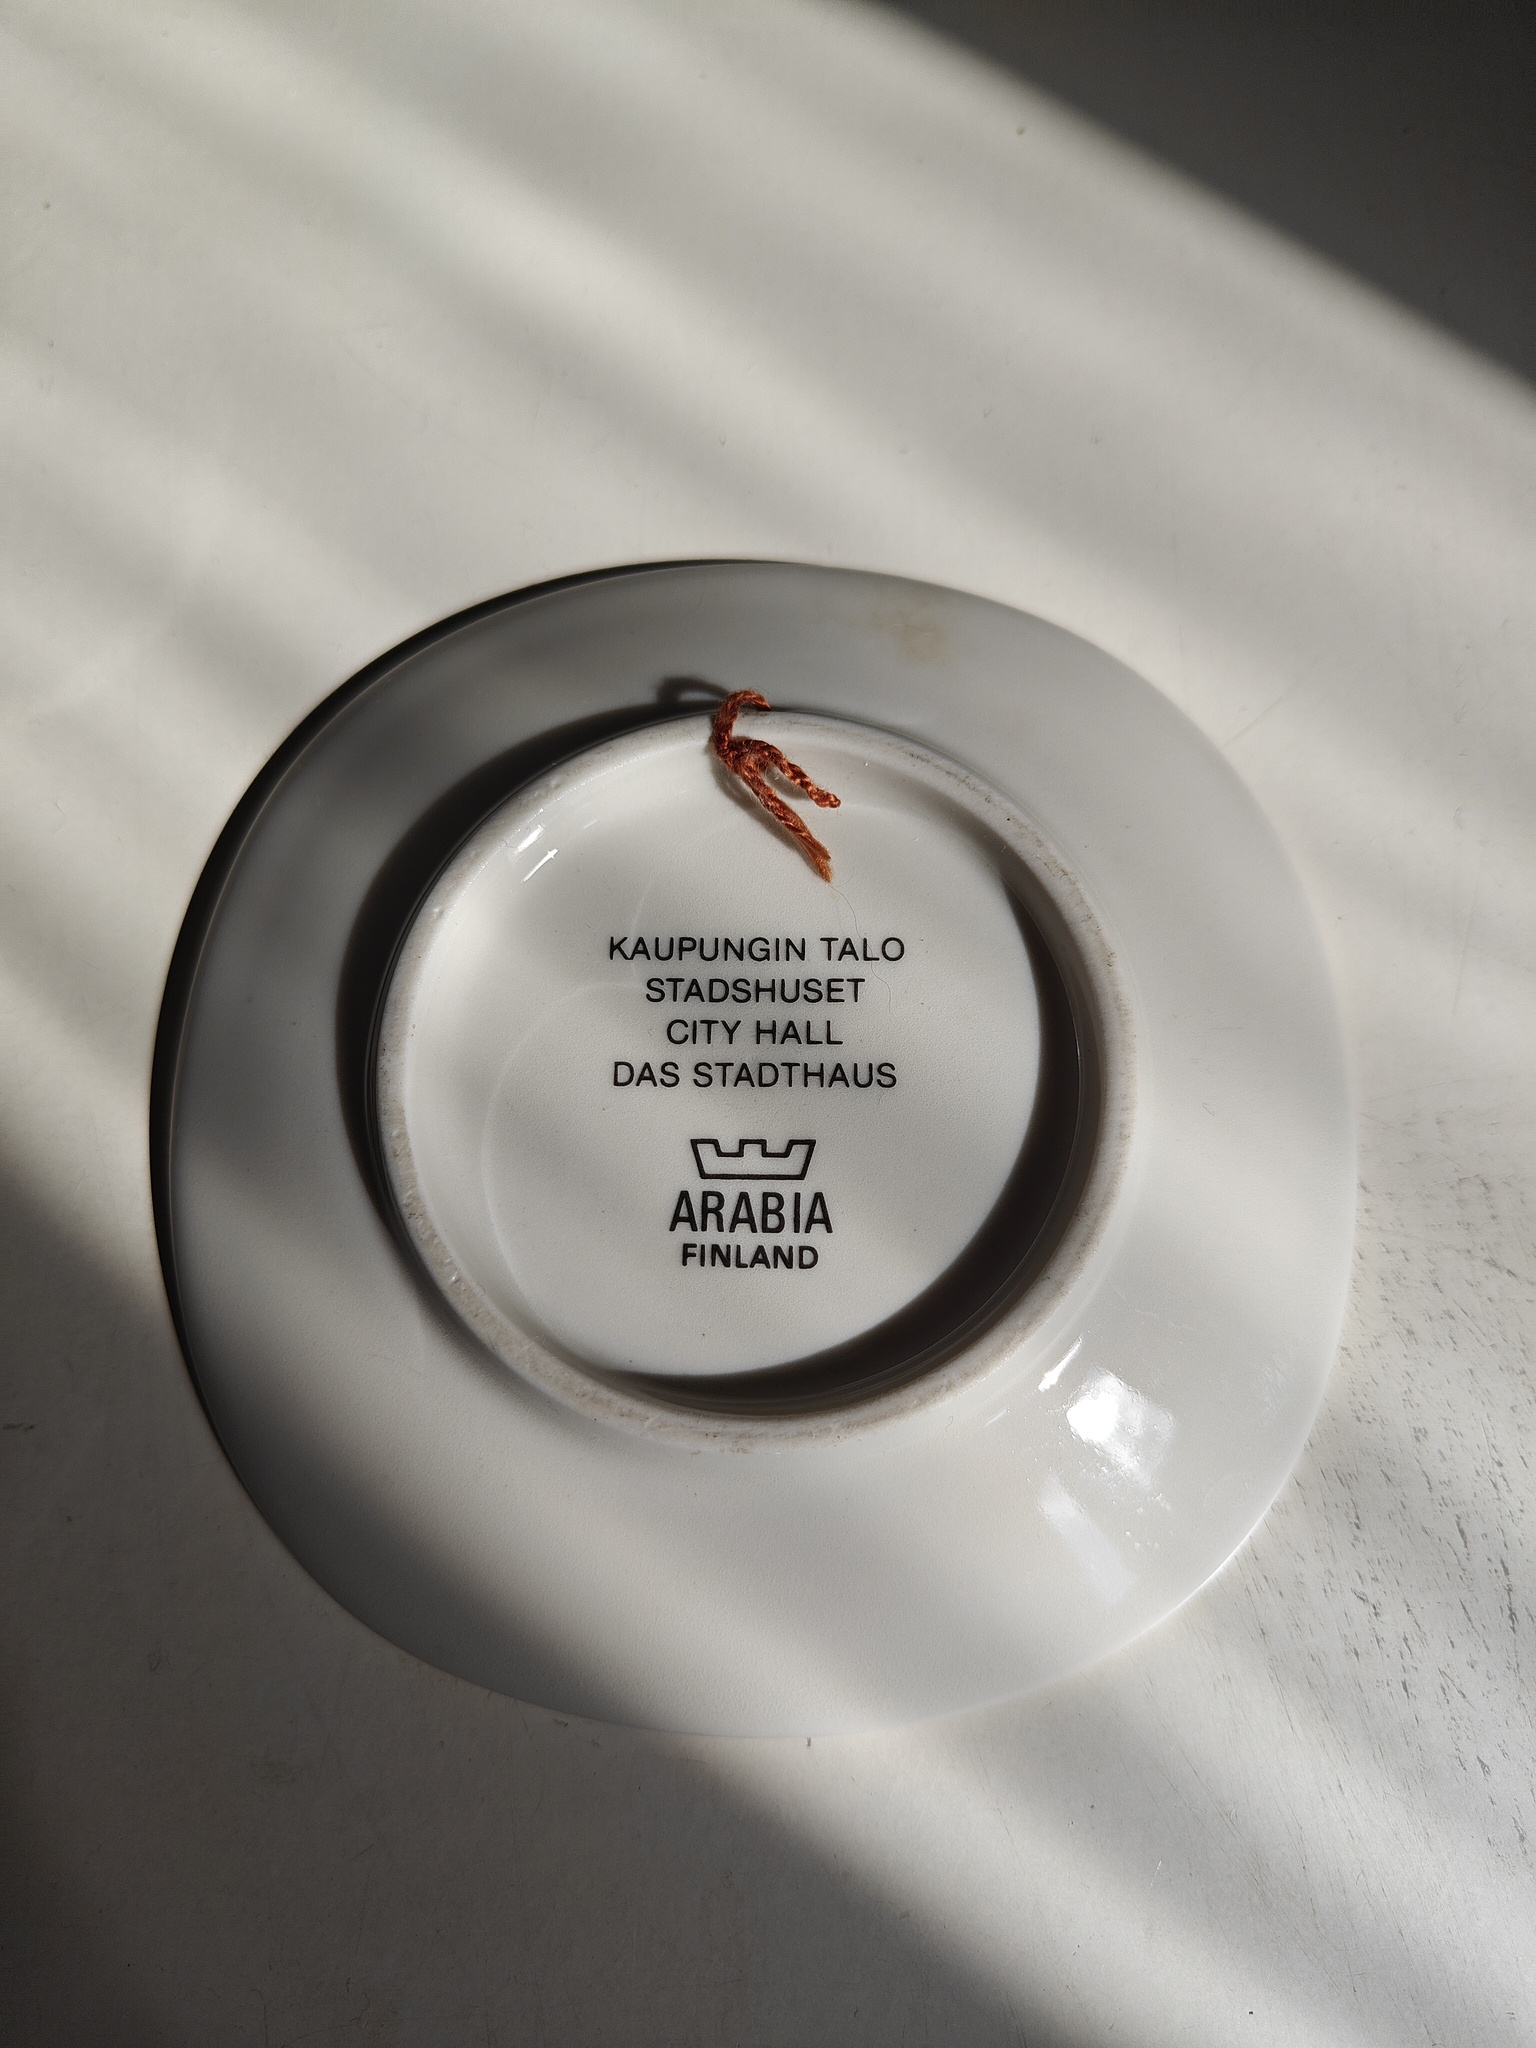 KAUPUNGIN TALO
STADSHUSET
CITY HALL
DAS STADTHAUS
ARABIA
FINLAND